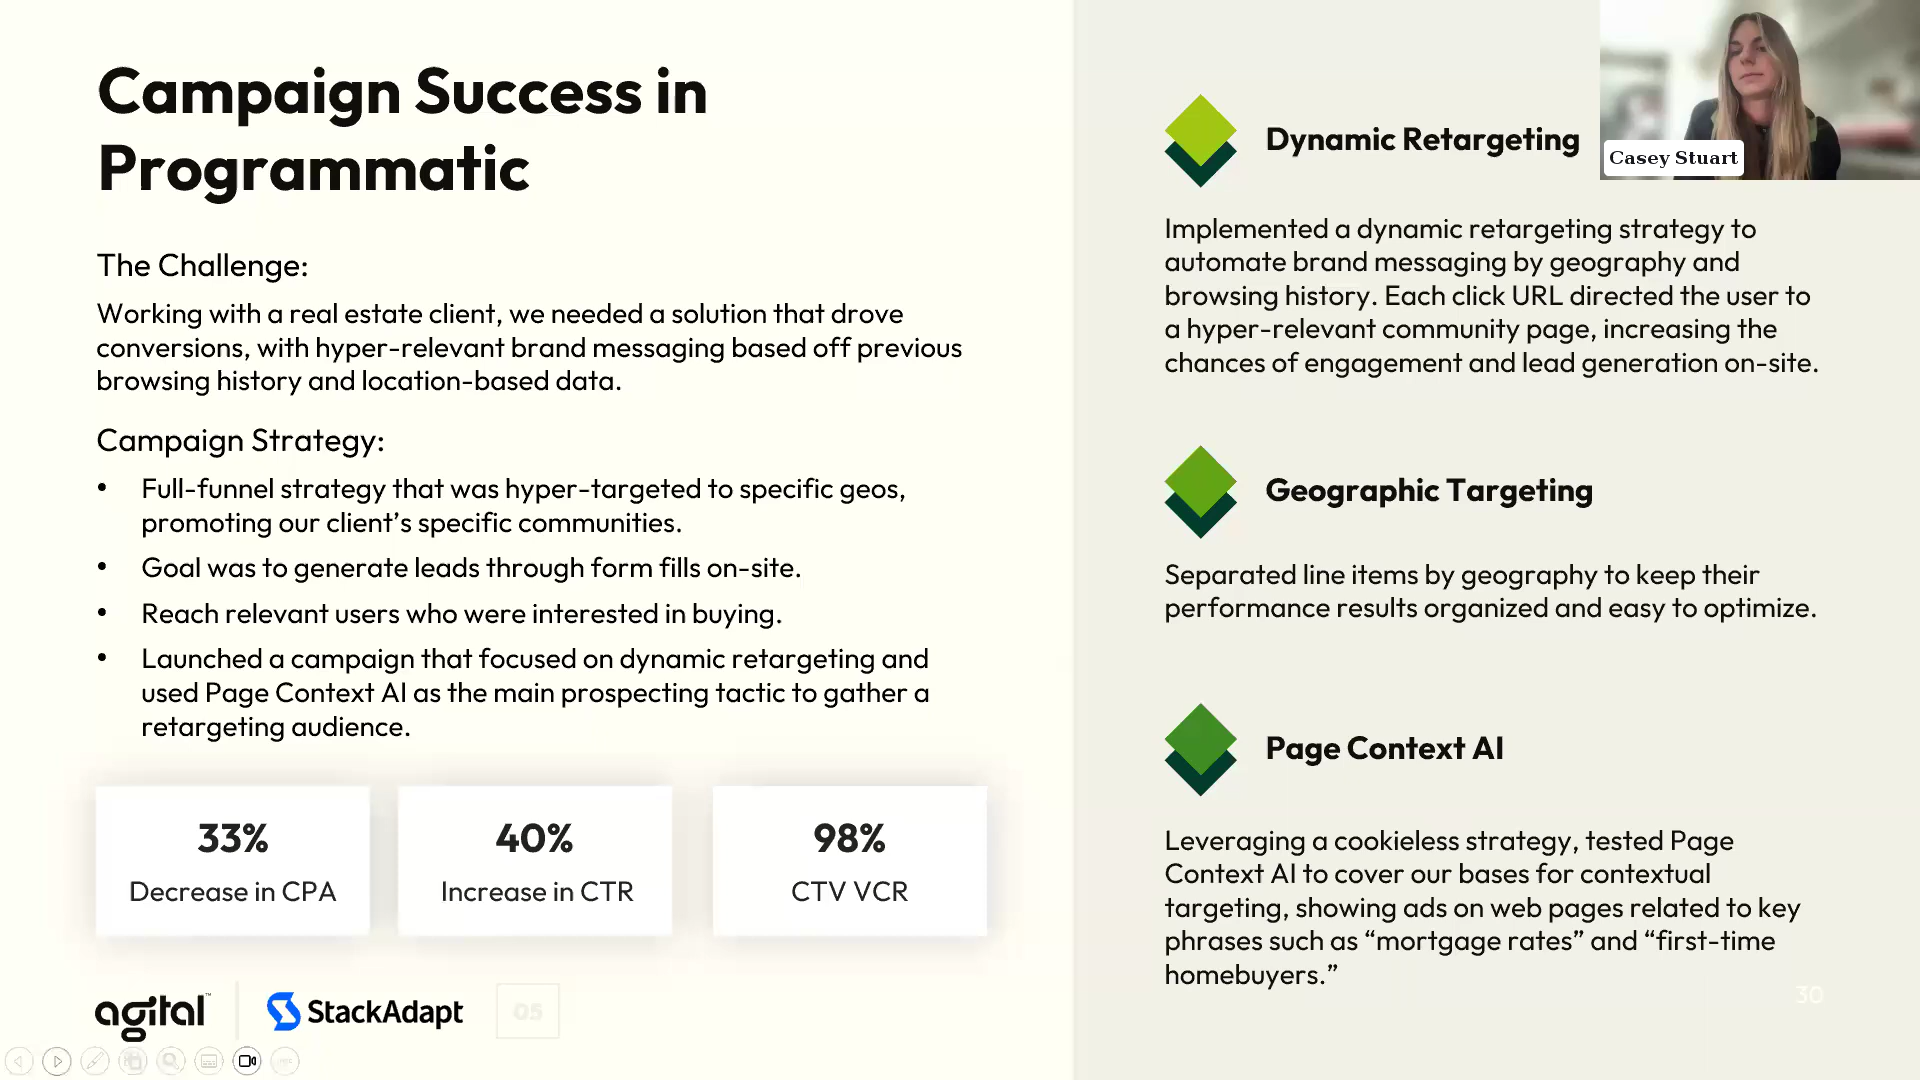 Campaign Success in
Programmatic
The Challenge:
Working with a real estate client, we needed a solution that drove
conversions, with hyper-relevant brand messaging based off previous
browsing history and location-based data.
Campaign Strategy:
• Full-funnel strategy that was hyper-targeted to specific geos,
promoting our client’s specific communities.
• Goal was to generate leads through form fills on-site.
• Reach relevant users who were interested in buying.
• Launched a campaign that focused on dynamic retargeting and
used Page Context AI as the main prospecting tactic to gather a
retargeting audience.
33%
Decrease in CPA
40%
Increase in CTR
98%
CTV VCR
agital™
StackAdapt
05
Dynamic Retargeting
Casey Stuart
Implemented a dynamic retargeting strategy to
automate brand messaging by geography and
browsing history. Each click URL directed the user to
a hyper-relevant community page, increasing the
chances of engagement and lead generation on-site.
Geographic Targeting
Separated line items by geography to keep their
performance results organized and easy to optimize.
Page Context AI
Leveraging a cookieless strategy, tested Page
Context AI to cover our bases for contextual
targeting, showing ads on web pages related to key
phrases such as “mortgage rates” and “first-time
homebuyers.”
30